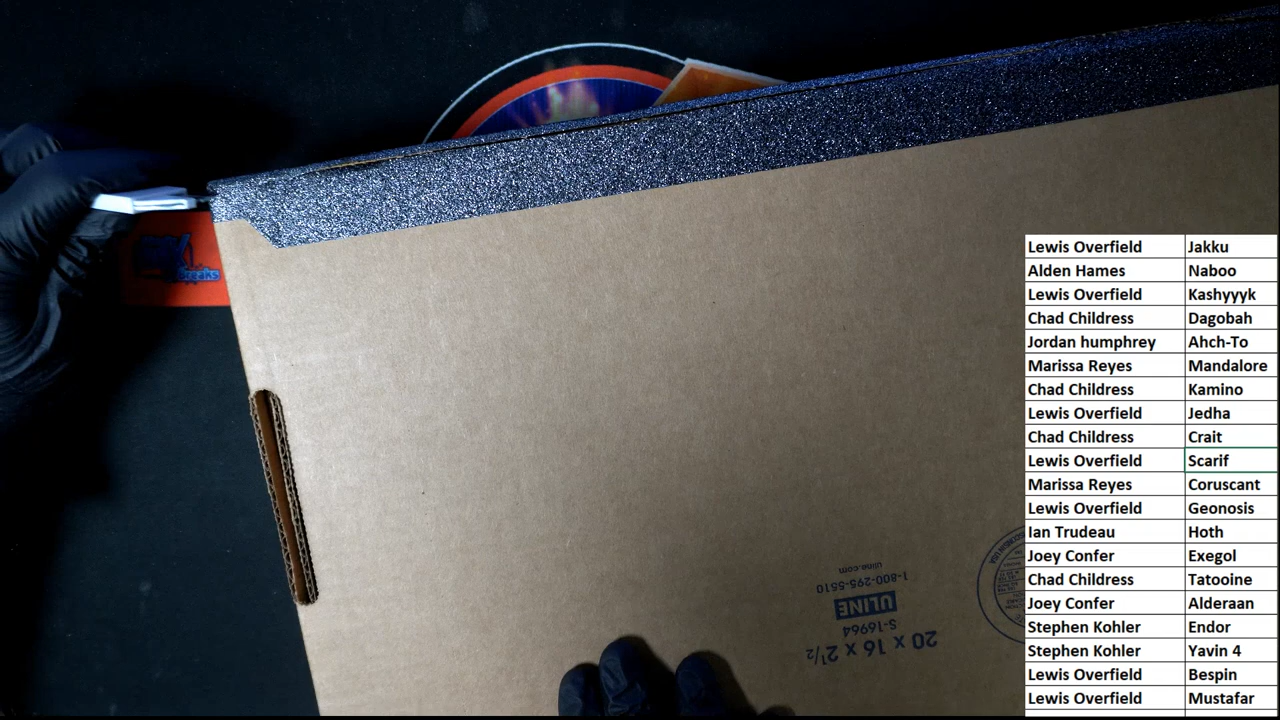 Breaks
Lewis Overfield Jakku
Alden Hames Naboo
Lewis Overfield Kashyyyk
Chad Childress Dagobah
Jordan humphrey Ahch-To
Marissa Reyes Mandalore
Chad Childress Kamino
Lewis Overfield Jedha
Chad Childress Crait
Lewis Overfield Scarif
Marissa Reyes Coruscant
Lewis Overfield Geonosis
Ian Trudeau Hoth
Joey Confer Exegol
Chad Childress Tatooine
Joey Confer Alderaan
Stephen Kohler Endor
Stephen Kohler Yavin 4
Lewis Overfield Bespin
Lewis Overfield Mustafar
20 x 16 x 2½
S-16964
ULINE
1-800-295-5510
uline.com